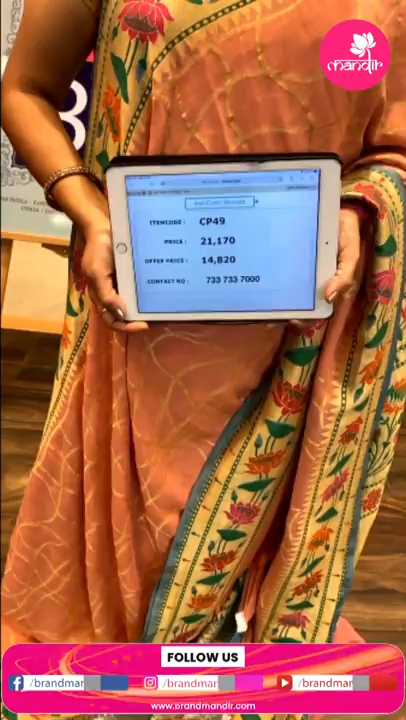 mandir
ITEMCODE : CP49
PRICE : 21,170
OFFER PRICE : 14,820
CONTACT NO : 733 733 7000
FOLLOW US
/brandmar /brandmar /brandmar
www.brandmandir.com